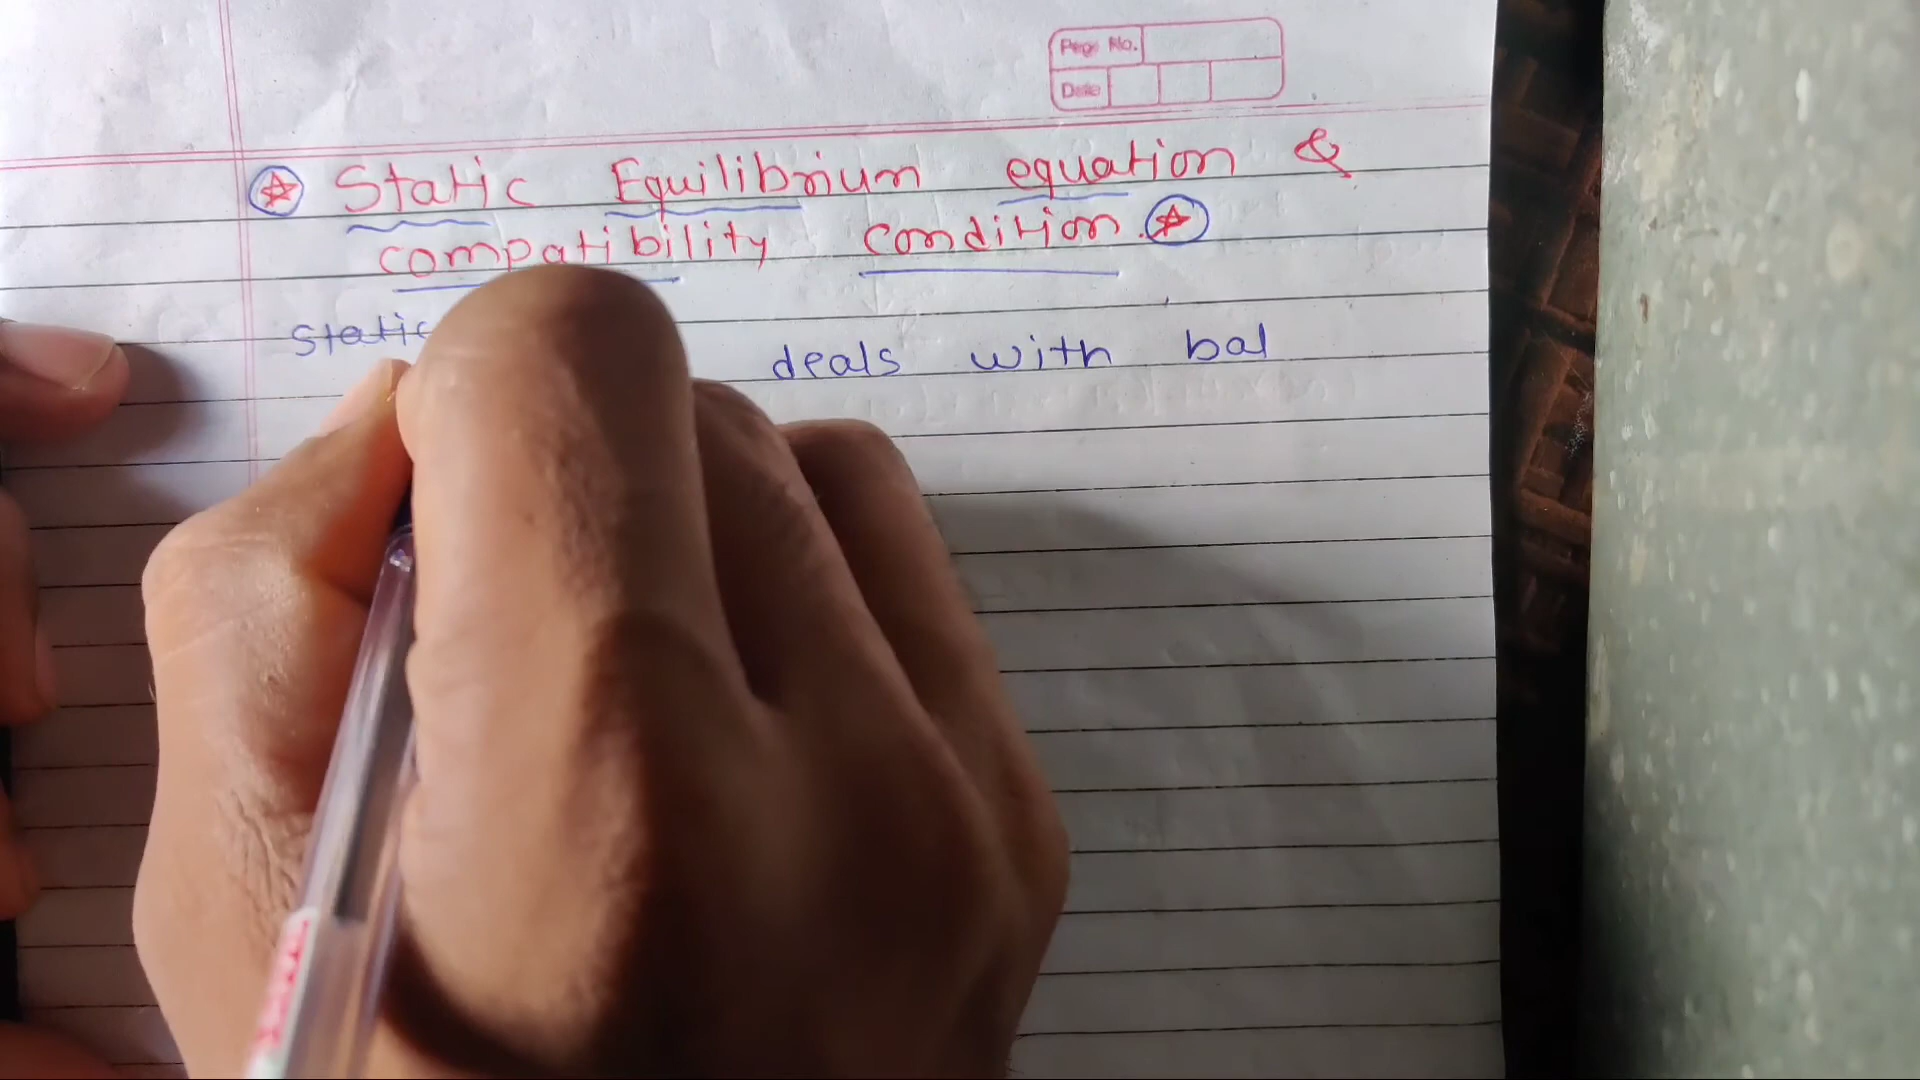 Page No.
Date
Static Equilibrium equation &
compatibility condition.
Static deals with bal